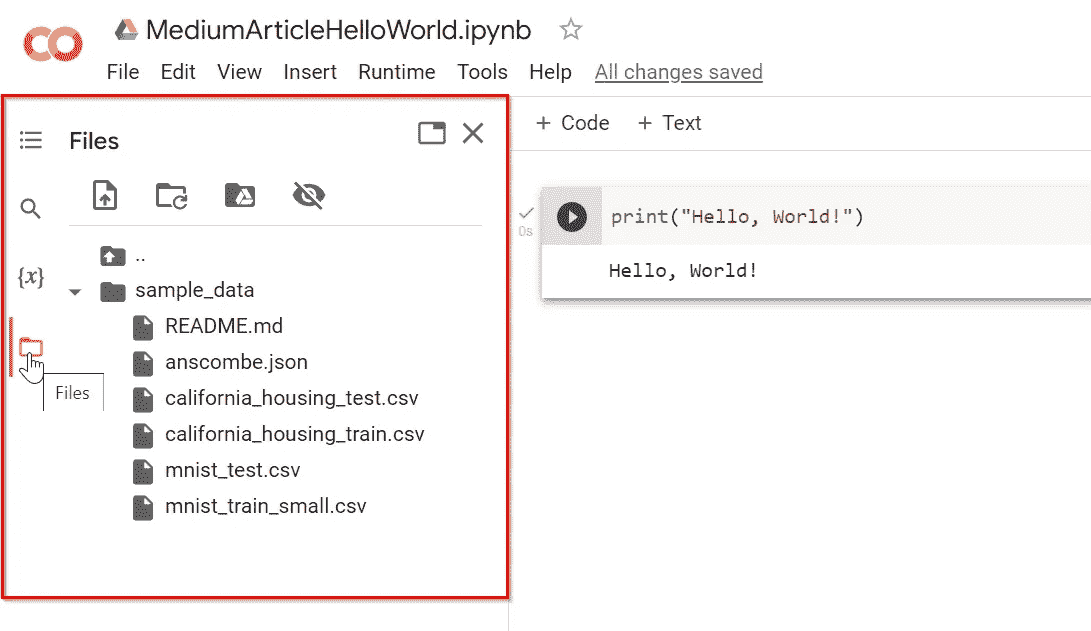 MediumArticleHelloWorld.ipynb
File Edit View Insert Runtime Tools Help All changes saved
Files
{x}
Files
..
sample_data
README.md
anscombe.json
california_housing_test.csv
california_housing_train.csv
mnist_test.csv
mnist_train_small.csv
+ Code + Text
0s
print("Hello, World!")
Hello, World!